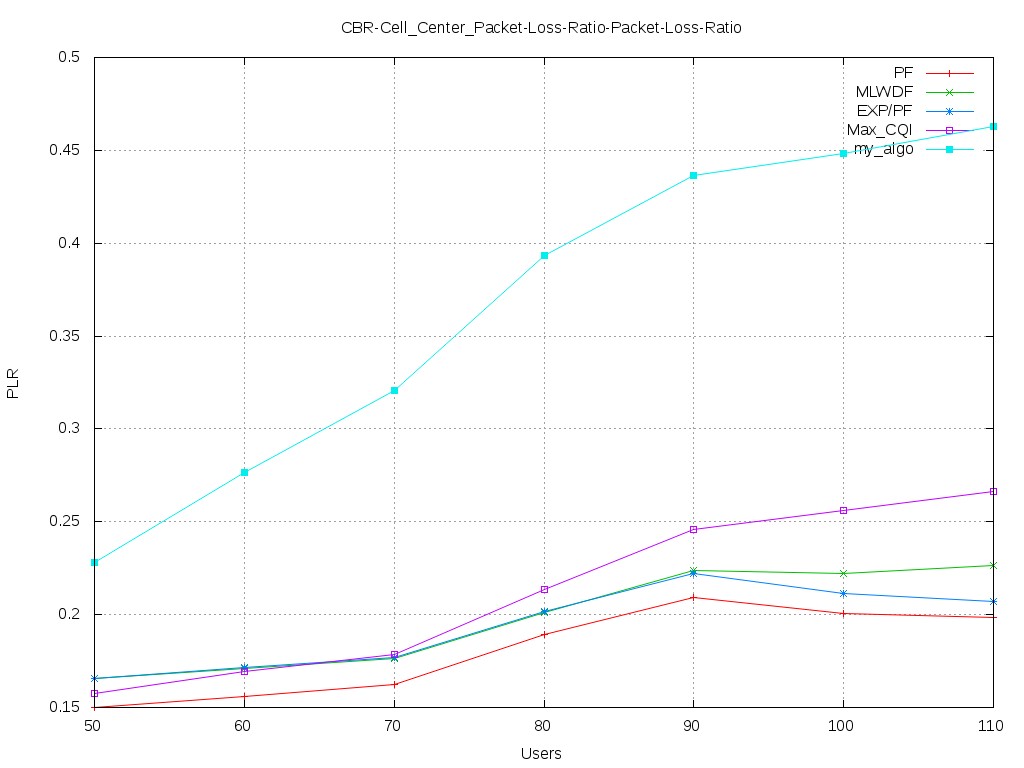 CBR-Cell_Center_Packet-Loss-Ratio-Packet-Loss-Ratio
0.5
0.45
0.4
0.35
0.3
0.25
0.2
0.15
PLR
PF
MLWDF
EXP/PF
Max_CQI
my_algo
50 60 70 80 90 100 110
Users